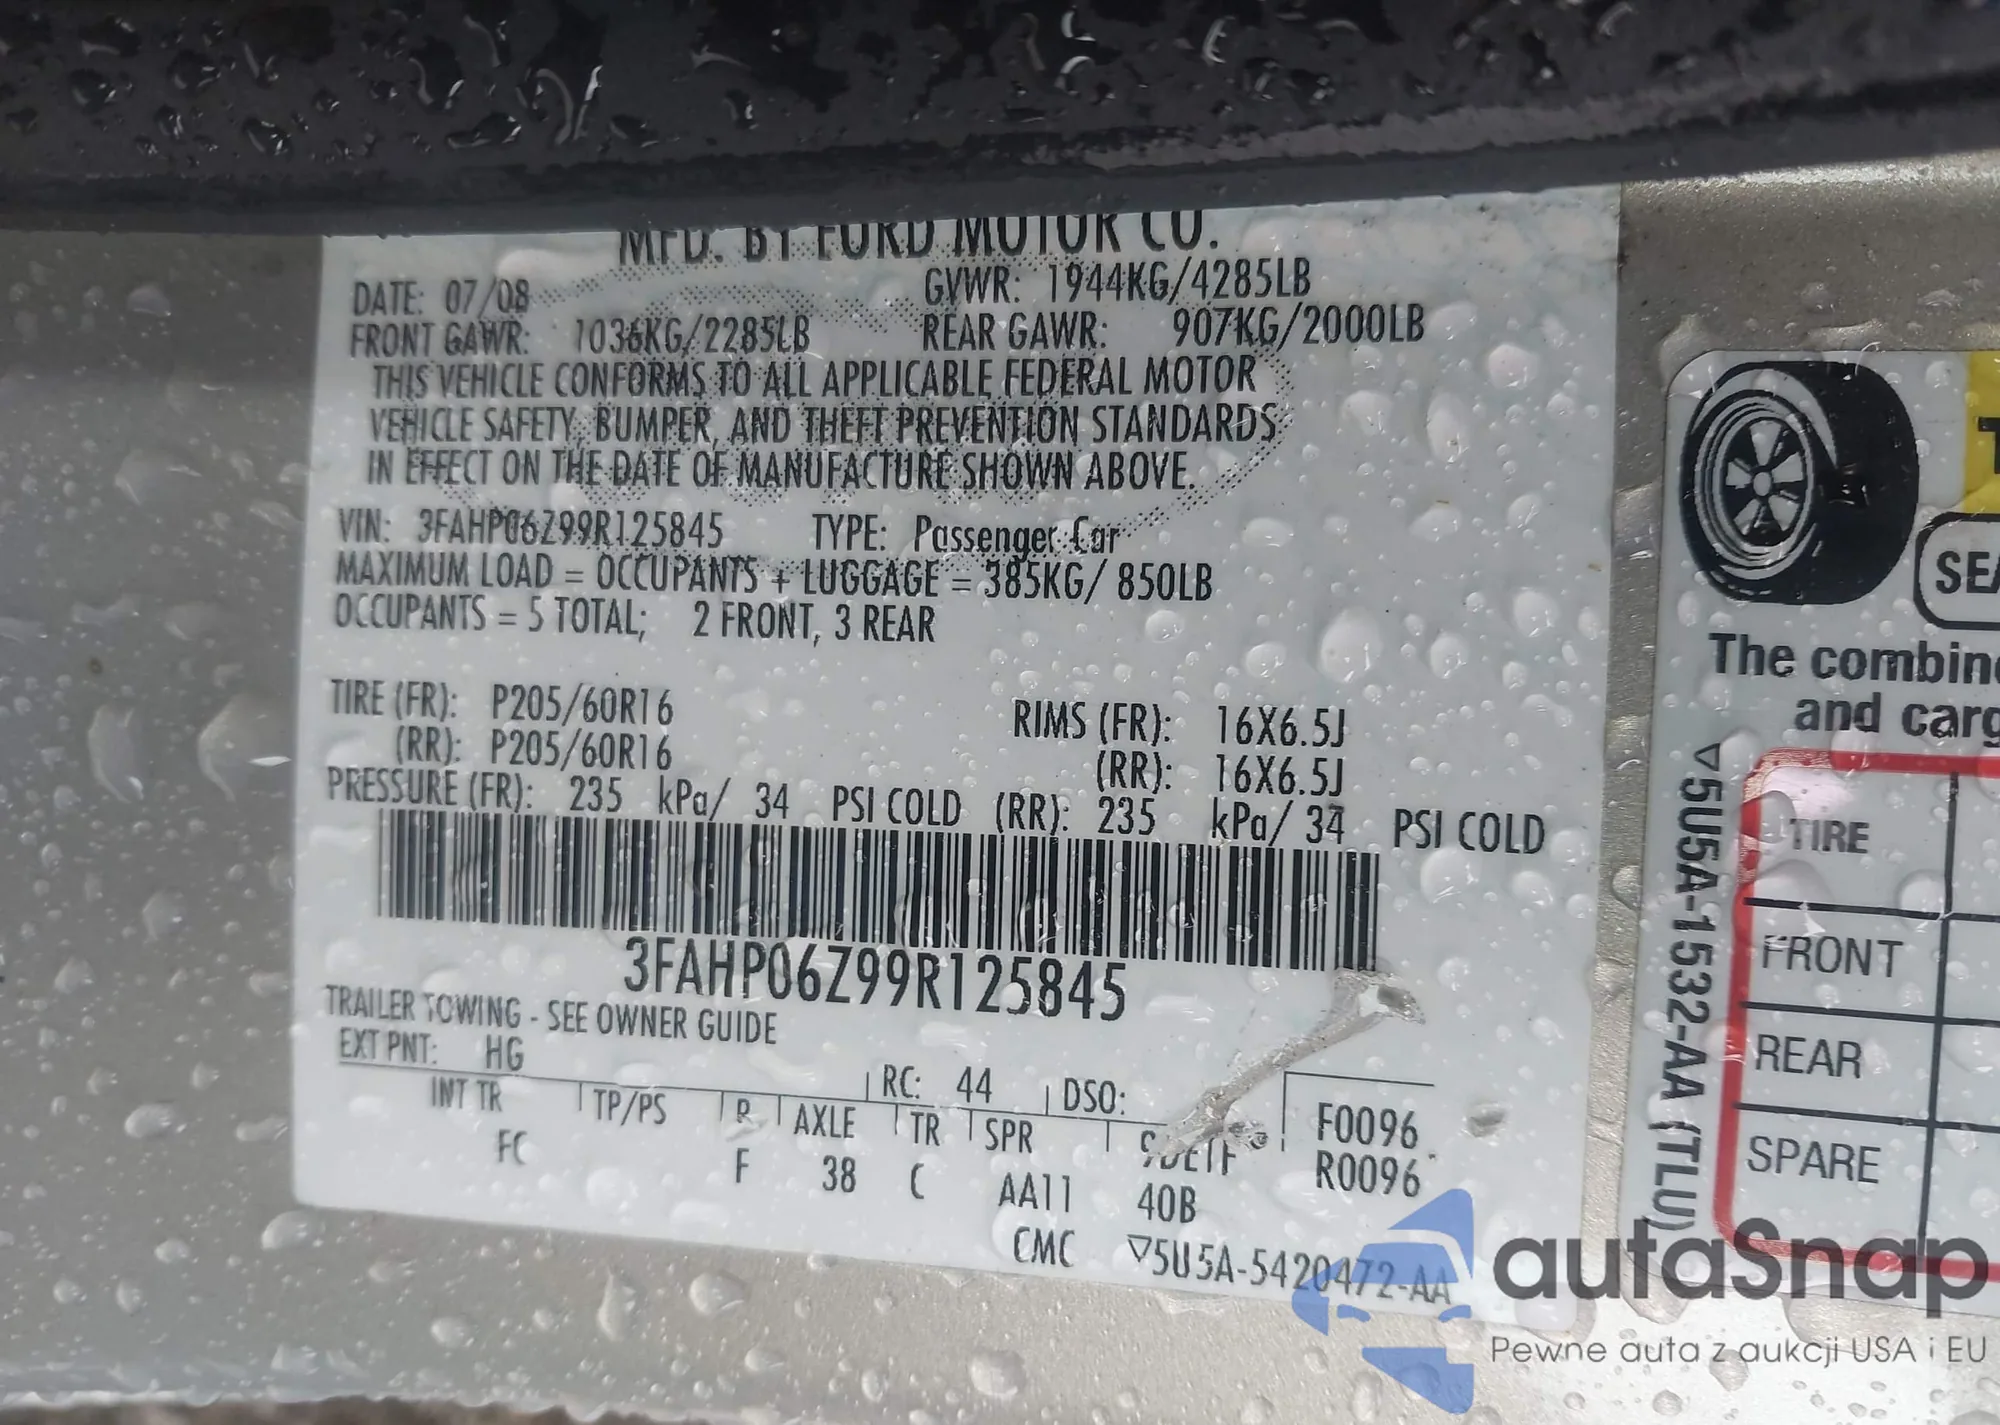 MFD. BY FORD MOTOR CO.
DATE: 07/08 GVWR: 1944KG/4285LB
FRONT GAWR: 1036KG/2285LB REAR GAWR: 907KG/2000LB
THIS VEHICLE CONFORMS TO ALL APPLICABLE FEDERAL MOTOR
VEHICLE SAFETY, BUMPER, AND THEFT PREVENTION STANDARDS
IN EFFECT ON THE DATE OF MANUFACTURE SHOWN ABOVE.
VIN: 3FAHP06Z99R125845 TYPE: Passenger Car
MAXIMUM LOAD = OCCUPANTS + LUGGAGE = 385KG/ 850LB
OCCUPANTS = 5 TOTAL; 2 FRONT, 3 REAR
TIRE (FR): P205/60R16 RIMS (FR): 16X6.5J
(RR): P205/60R16 (RR): 16X6.5J
PRESSURE (FR): 235 kPa/ 34 PSI COLD (RR): 235 kPa/ 34 PSI COLD
3FAHP06Z99R125845
TRAILER TOWING - SEE OWNER GUIDE
EXT PNT: HG RC: 44 DSO:
INT TR TP/PS R AXLE TR SPR F0096
FC F 38 C AA11 40B R0096
CMC ▽5U5A-5420472-AA
The combin
and carg
▽5U5A-1532-AA (TLU)
TIRE
FRONT
REAR
SPARE
autoSnap
Pewne auta z aukcji USA i EU